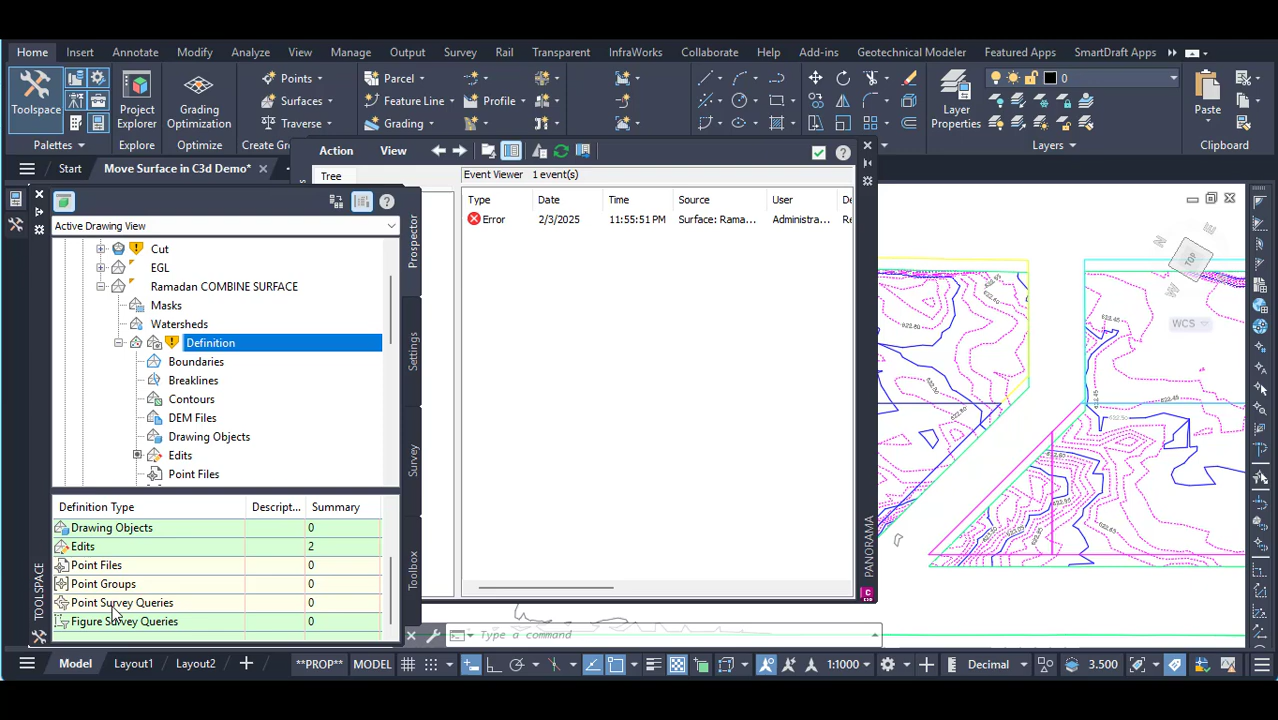 Home Insert Annotate Modify Analyze View Manage Output Survey Rail Transparent InfraWorks Collaborate Help Add-ins Geotechnical Modeler Featured Apps SmartDraft Apps
Toolspace
Project Explorer
Grading Optimization
Points
Surfaces
Traverse
Parcel
Feature Line
Grading
Profile
Layer Properties
0
Paste
Palettes
Explore
Optimize
Create Gr
Layers
Clipboard
Start
Move Surface in C3d Demo*
Action View
Tree
Event Viewer 1 event(s)
Type Date Time Source User
Error 2/3/2025 11:55:51 PM Surface: Rama... Administra...
Active Drawing View
Cut
EGL
Ramadan COMBINE SURFACE
Masks
Watersheds
Definition
Boundaries
Breaklines
Contours
DEM Files
Drawing Objects
Edits
Point Files
Definition Type Descript... Summary
Drawing Objects 0
Edits 2
Point Files 0
Point Groups 0
Point Survey Queries 0
Figure Survey Queries 0
Prospector
Settings
Survey
Toolbox
TOOLSPACE
PANORAMA
TOP
N
E
W
WCS
Type a command
Model Layout1 Layout2 **PROP** MODEL 1:1000 Decimal 3.500